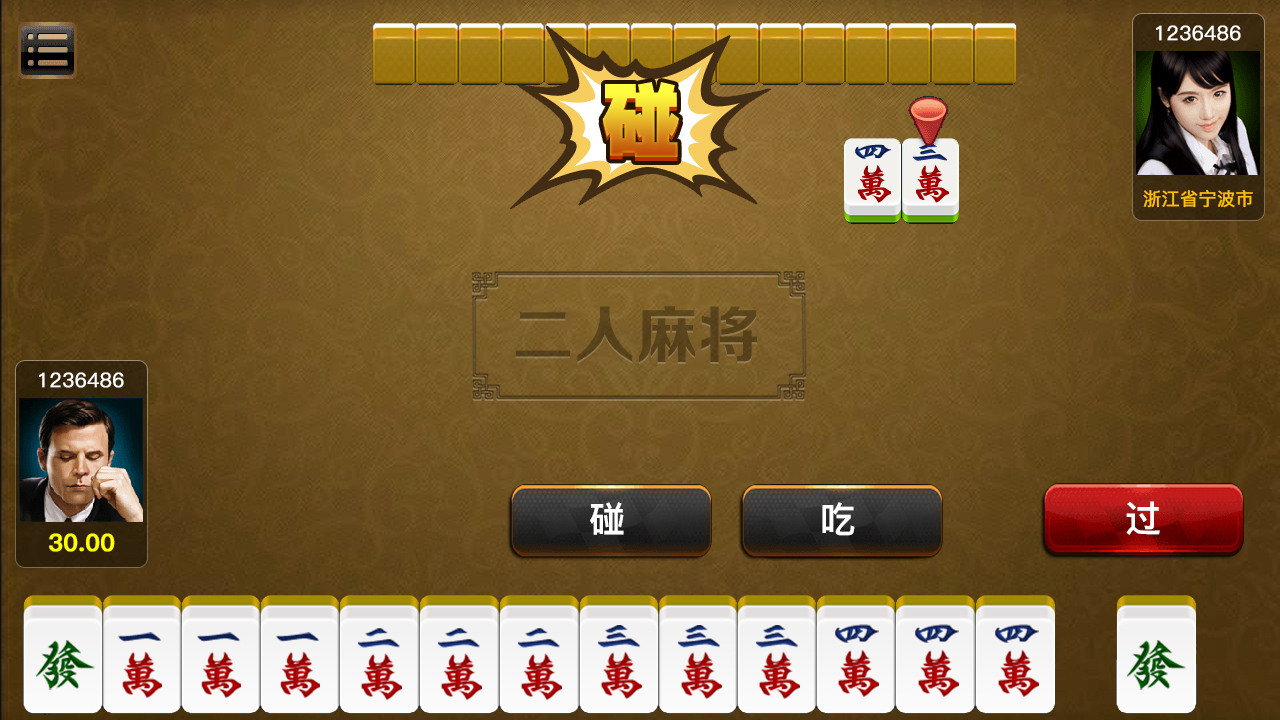 1236486
碰
四萬 三萬
浙江省宁波市
二人麻将
1236486
30.00
碰 吃 过
發 一萬 一萬 一萬 二萬 二萬 二萬 三萬 三萬 三萬 四萬 四萬 四萬 發